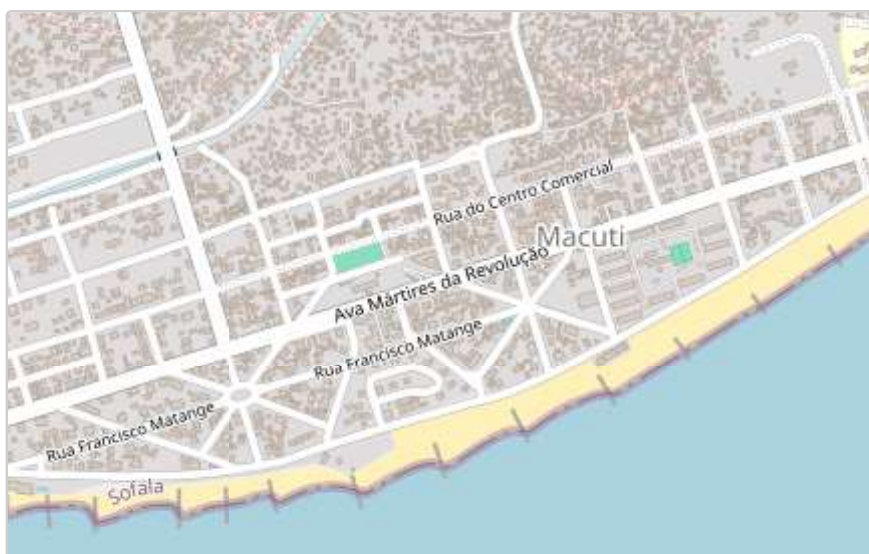 Rua do Centro Comercial
Macuti
Ava Mártires da Revolução
Rua Francisco Matange
Rua Francisco Matange
Sofala